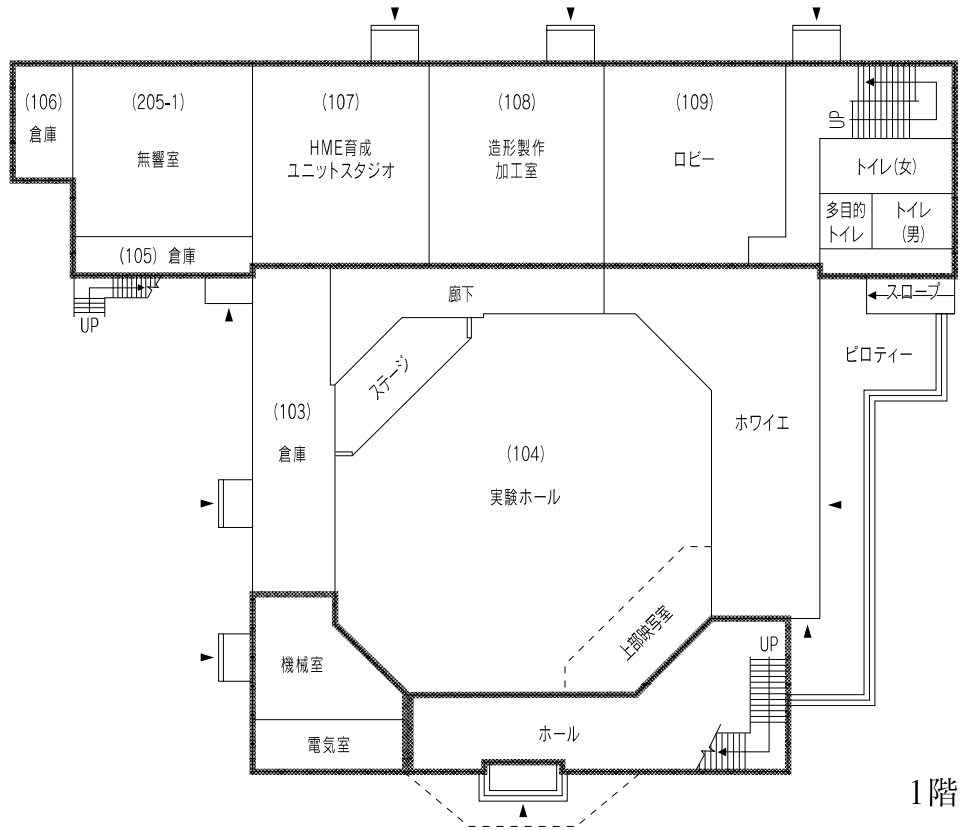 (106)
倉庫
(205-1)
無響室
(107)
HME育成
ユニットスタジオ
(108)
造形製作
加工室
(109)
ロビー
UP
トイレ(女)
多目的
トイレ
トイレ
(男)
(105) 倉庫
UP
廊下
スロープ
ピロティー
ステージ
(103)
倉庫
(104)
実験ホール
ホワイエ
上部映写室
機械室
UP
電気室
ホール
1階